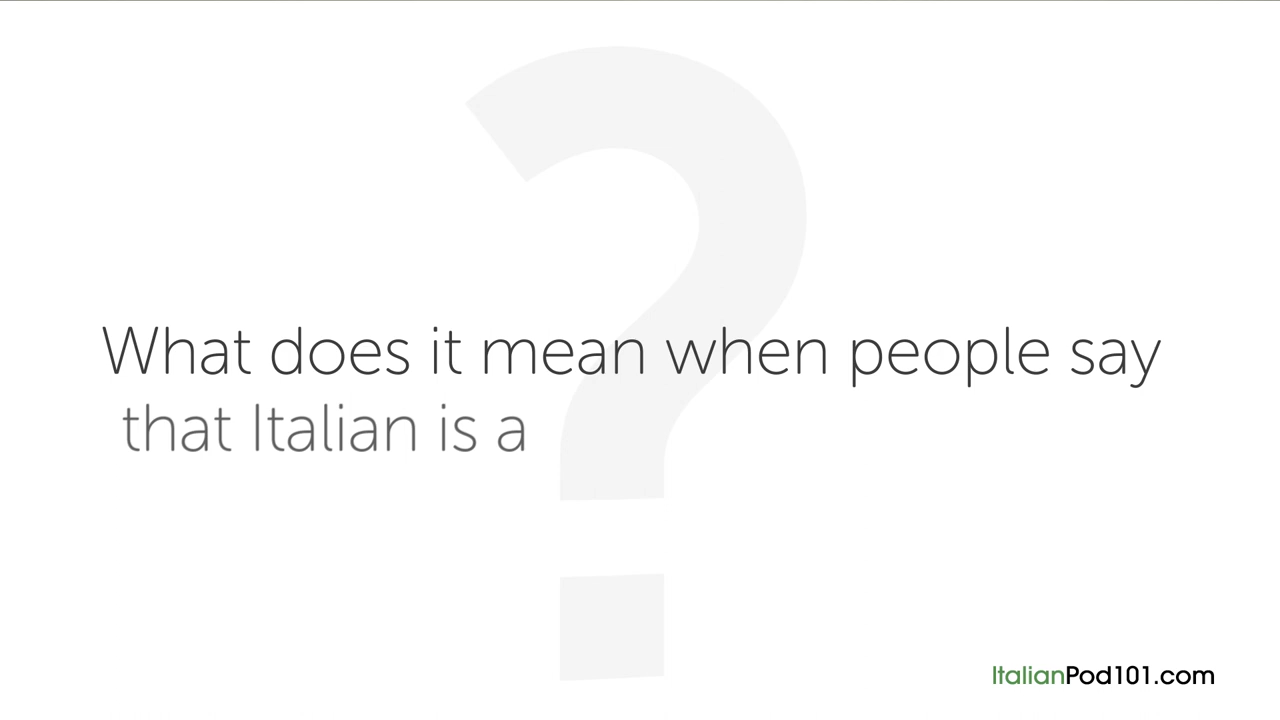 What does it mean when people say
that Italian is a
ItalianPod101.com